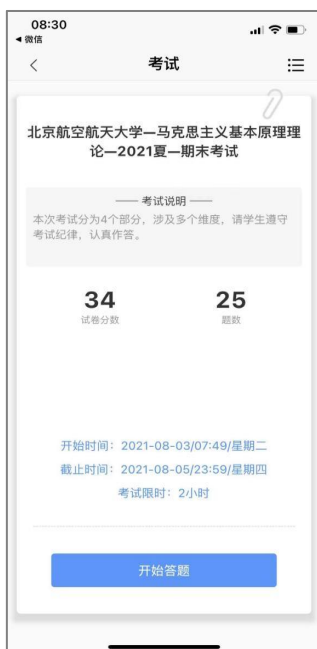 08:30
◀ 微信
考试
北京航空航天大学—马克思主义基本原理理
论—2021夏—期末考试
—— 考试说明 ——
本次考试分为4个部分，涉及多个维度，请学生遵守
考试纪律，认真作答。
34 25
试卷分数 题数
开始时间：2021-08-03/07:49/星期二
截止时间：2021-08-05/23:59/星期四
考试限时：2小时
开始答题